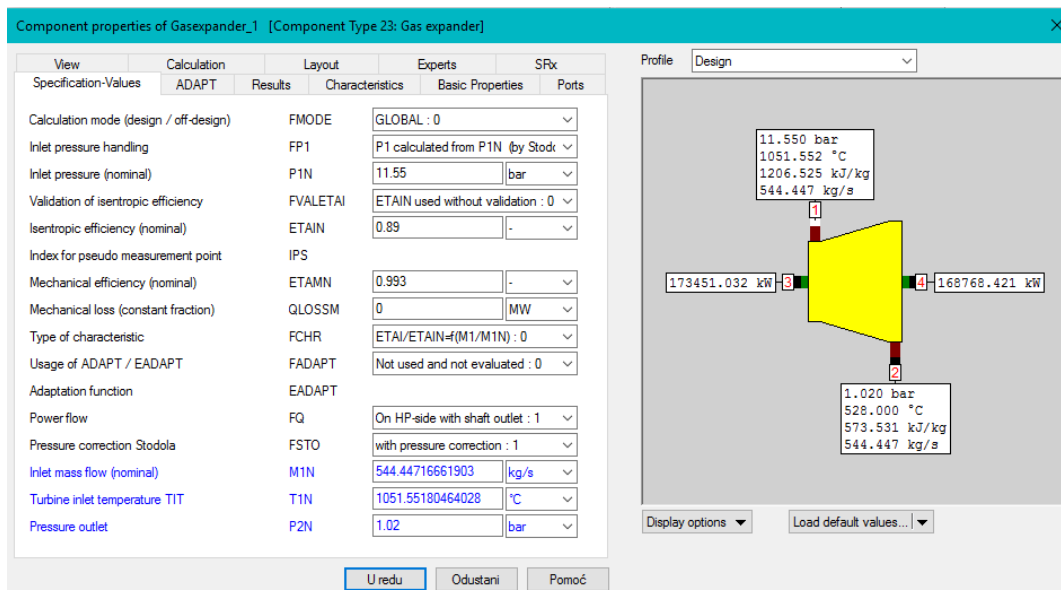 Component properties of Gasexpander_1 [Component Type 23: Gas expander]
View Calculation Layout Experts SRx
Specification-Values ADAPT Results Characteristics Basic Properties Ports
Calculation mode (design / off-design) FMODE GLOBAL : 0
Inlet pressure handling FP1 P1 calculated from P1N (by Stodo
Inlet pressure (nominal) P1N 11.55 bar
Validation of isentropic efficiency FVALETAI ETAIN used without validation : 0
Isentropic efficiency (nominal) ETAIN 0.89 -
Index for pseudo measurement point IPS
Mechanical efficiency (nominal) ETAMN 0.993 -
Mechanical loss (constant fraction) QLOSSM 0 MW
Type of characteristic FCHR ETAI/ETAIN=f(M1/M1N) : 0
Usage of ADAPT / EADAPT FADAPT Not used and not evaluated : 0
Adaptation function EADAPT
Power flow FQ On HP-side with shaft outlet : 1
Pressure correction Stodola FSTO with pressure correction : 1
Inlet mass flow (nominal) M1N 544.44716661903 kg/s
Turbine inlet temperature TIT T1N 1051.55180464028 °C
Pressure outlet P2N 1.02 bar
U redu Odustani Pomoć
Profile Design
11.550 bar
1051.552 °C
1206.525 kJ/kg
544.447 kg/s
1
173451.032 kW 3 4 168768.421 kW
2
1.020 bar
528.000 °C
573.531 kJ/kg
544.447 kg/s
Display options Load default values...